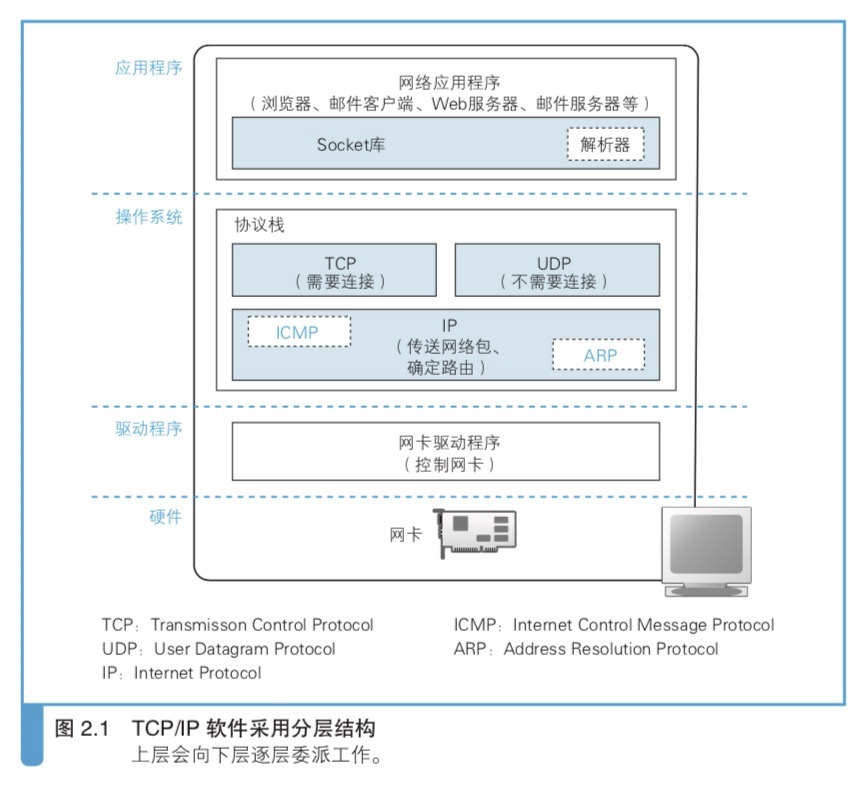 应用程序
网络应用程序
（浏览器、邮件客户端、Web服务器、邮件服务器等）
Socket库
解析器
操作系统
协议栈
TCP
（需要连接）
UDP
（不需要连接）
ICMP
IP
（传送网络包、
确定路由）
ARP
驱动程序
网卡驱动程序
（控制网卡）
硬件
网卡
TCP：Transmisson Control Protocol
UDP：User Datagram Protocol
IP：Internet Protocol
ICMP：Internet Control Message Protocol
ARP：Address Resolution Protocol
图 2.1 TCP/IP 软件采用分层结构
上层会向下层逐层委派工作。